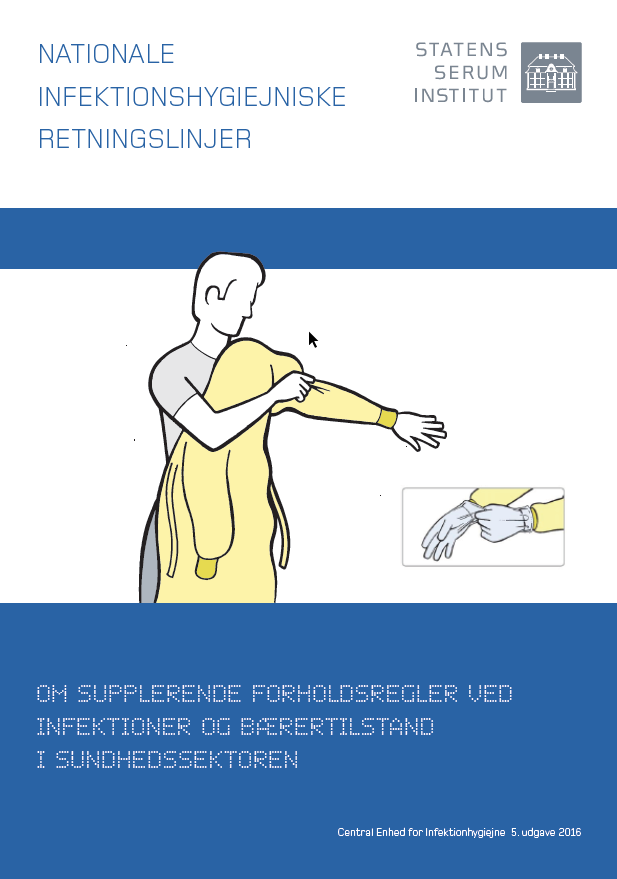 NATIONALE
INFEKTIONSHYGIEJNISKE
RETNINGSLINJER
STATENS
SERUM
INSTITUT
OM SUPPLERENDE FORHOLDSREGLER VED
INFEKTIONER OG BÆRERTILSTAND
I SUNDHEDSSEKTOREN
Central Enhed for Infektionhygiejne 5. udgave 2016